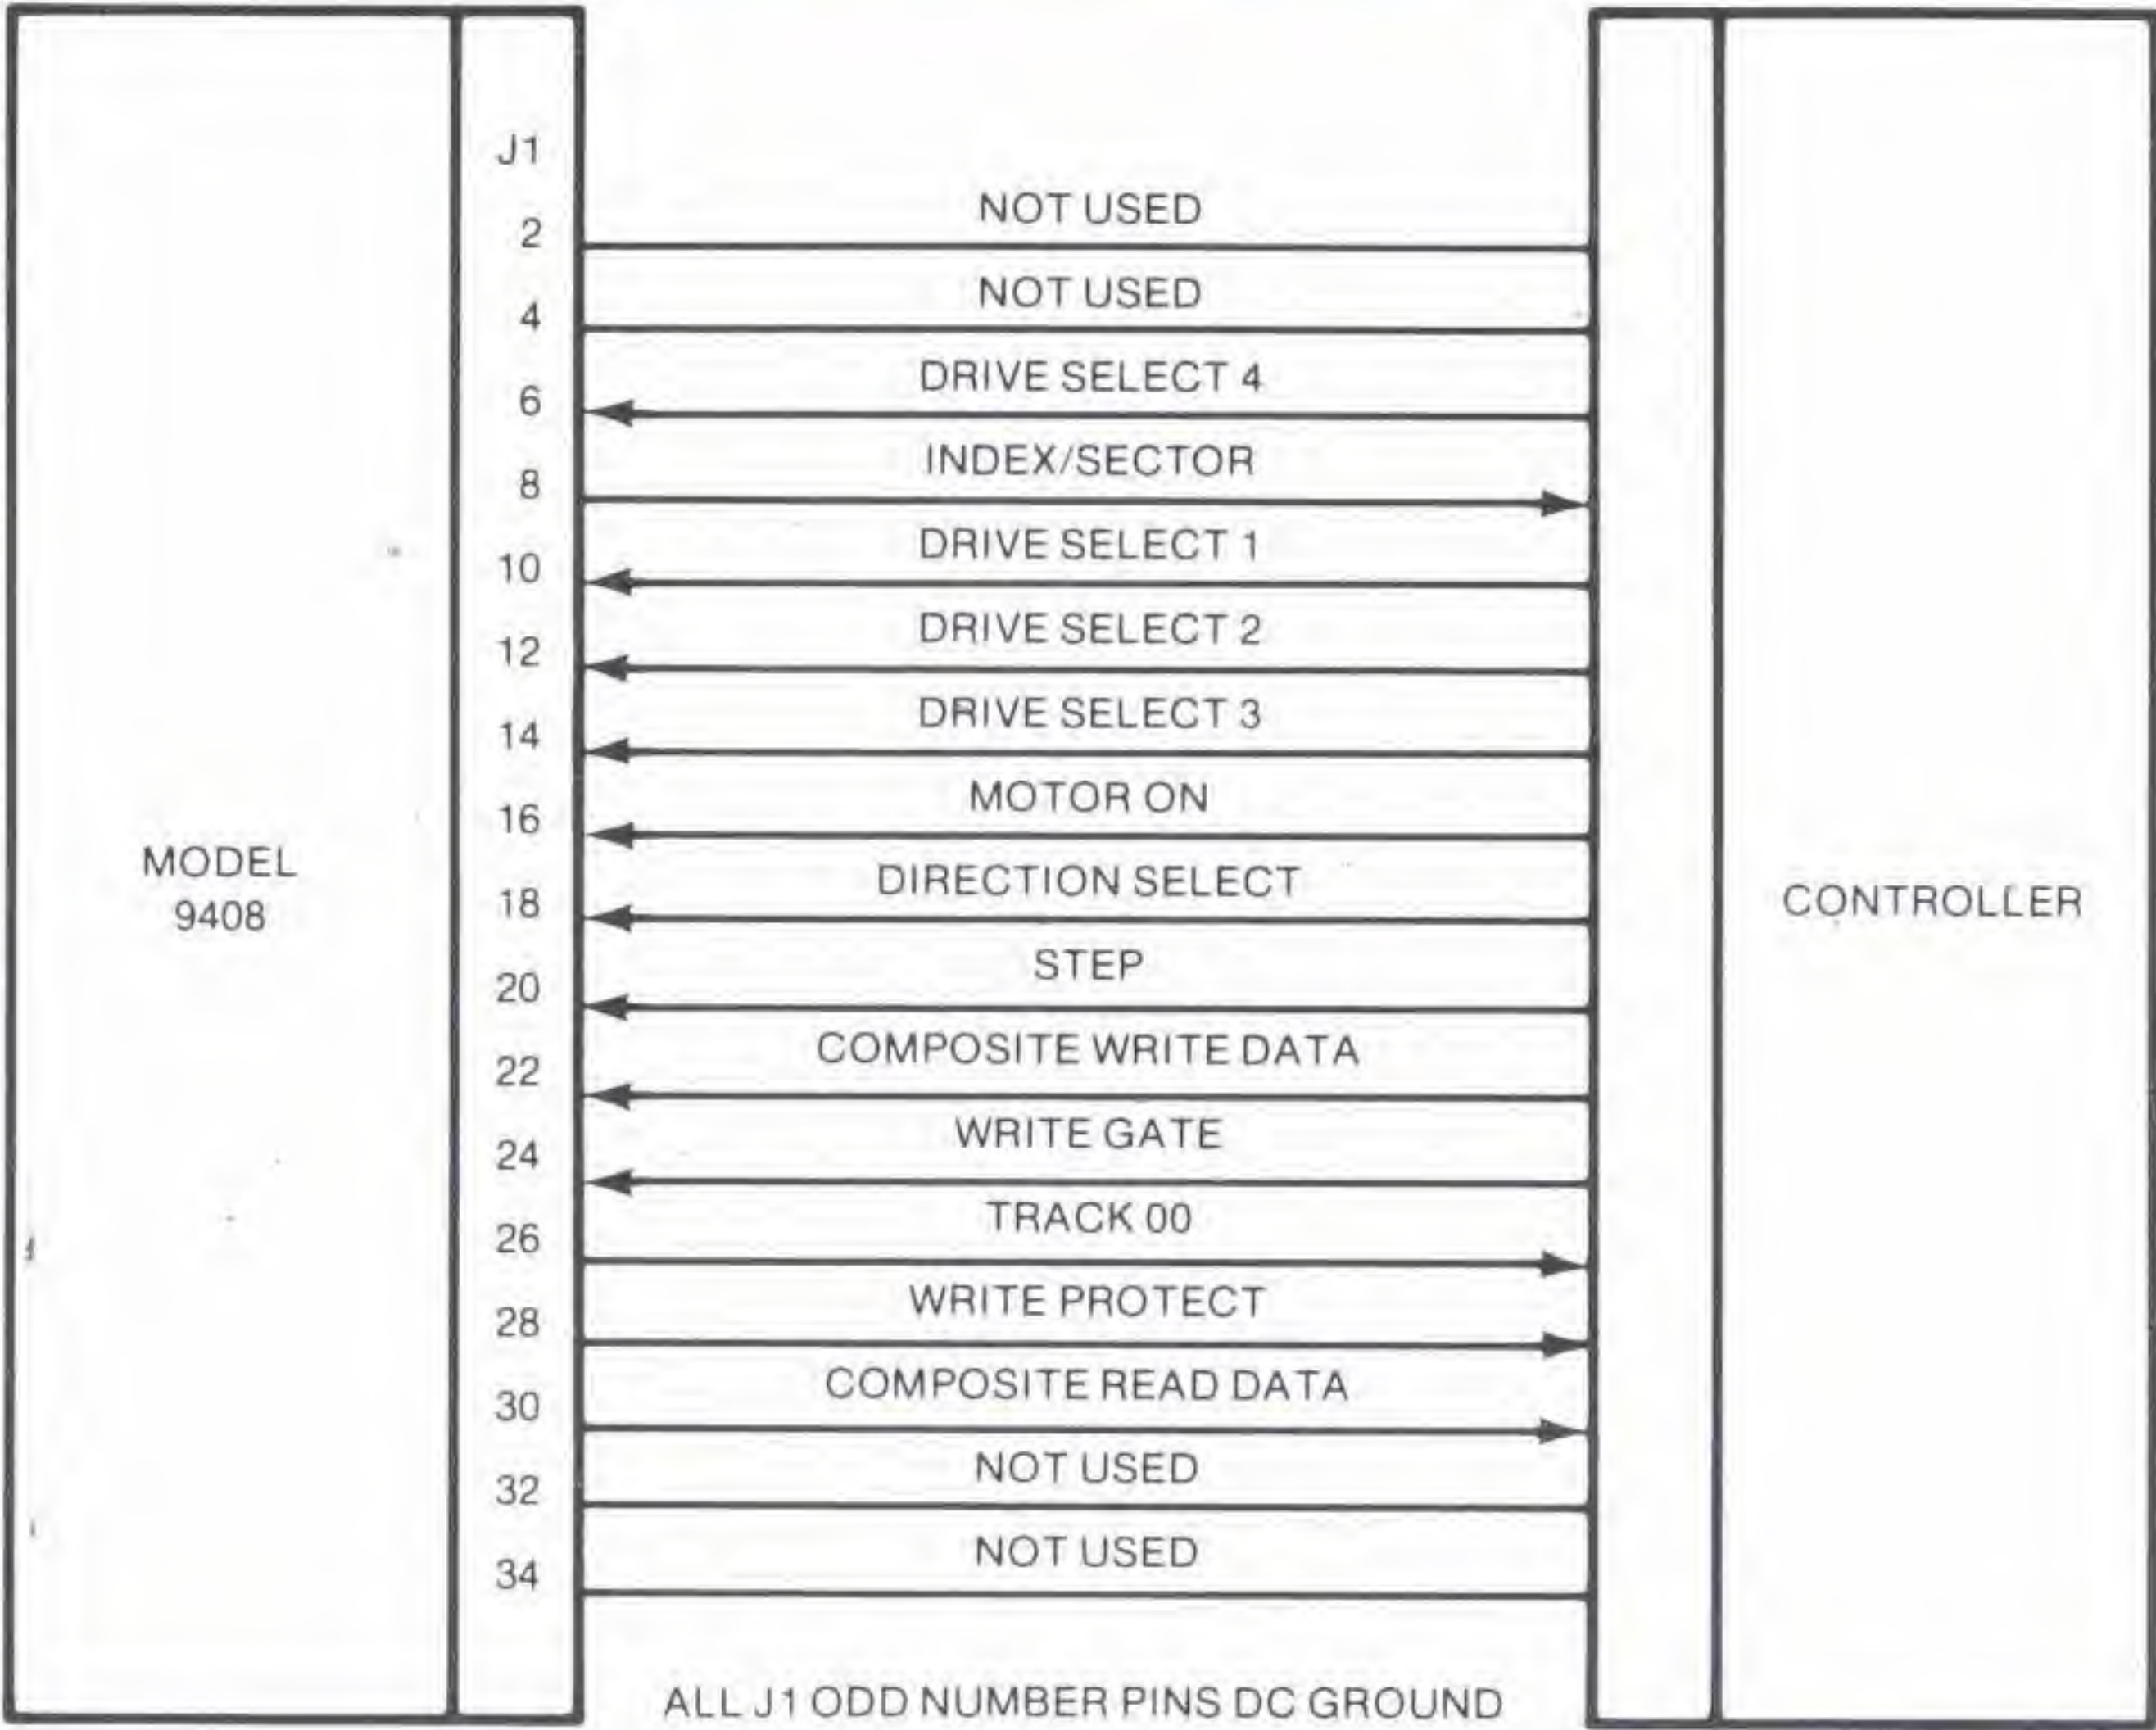 J1
NOT USED
2
NOT USED
4
DRIVE SELECT 4
6
INDEX/SECTOR
8
DRIVE SELECT 1
10
DRIVE SELECT 2
12
DRIVE SELECT 3
14
MOTOR ON
16
MODEL
9408
DIRECTION SELECT
18
CONTROLLER
STEP
20
COMPOSITE WRITE DATA
22
WRITE GATE
24
TRACK 00
26
WRITE PROTECT
28
COMPOSITE READ DATA
30
NOT USED
32
NOT USED
34
ALL J1 ODD NUMBER PINS DC GROUND